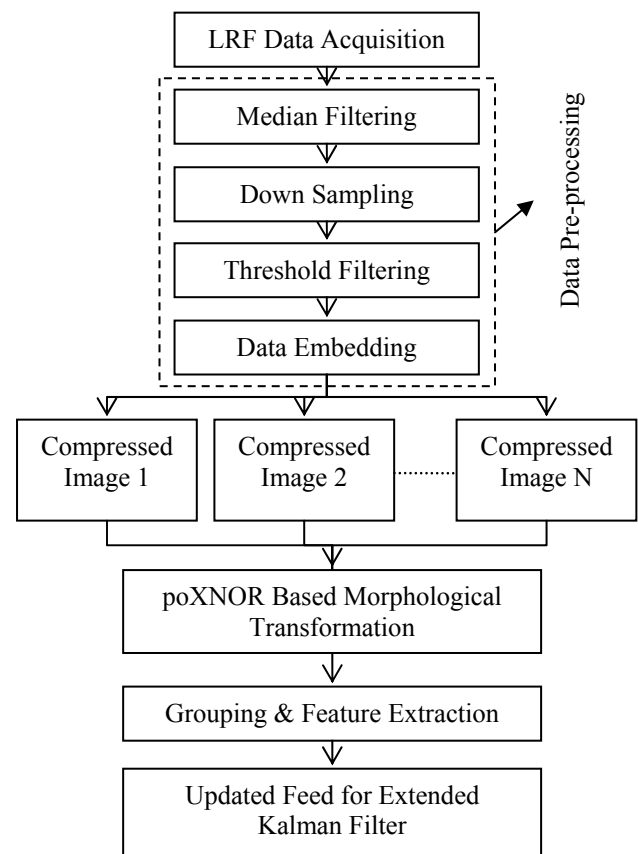 LRF Data Acquisition
Median Filtering
Down Sampling
Threshold Filtering
Data Embedding
Data Pre-processing
Compressed
Image 1
Compressed
Image 2
Compressed
Image N
poXNOR Based Morphological
Transformation
Grouping & Feature Extraction
Updated Feed for Extended
Kalman Filter